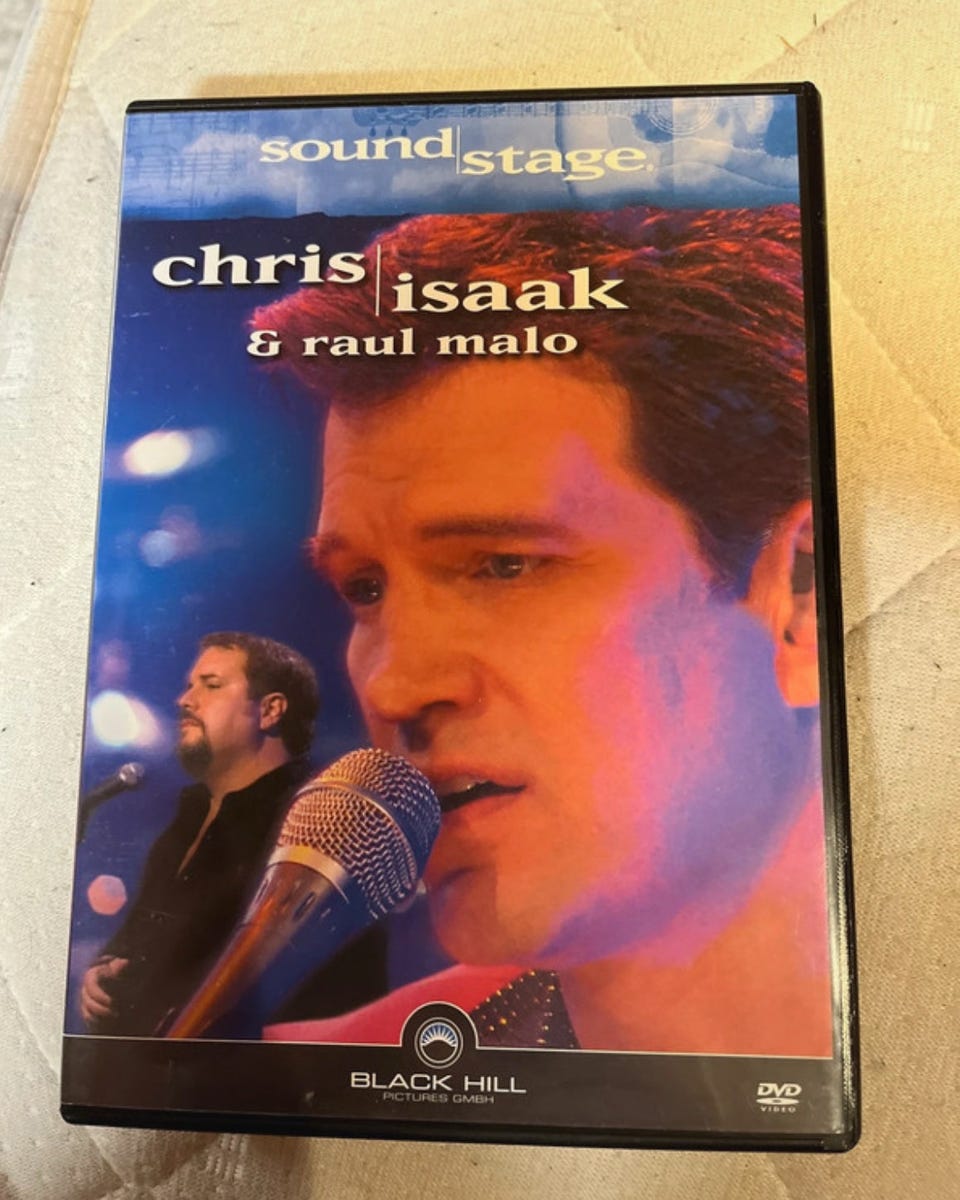 sound stage.
chris isaak
& raul malo
BLACK HILL
PICTURES GMBH
DVD
VIDEO